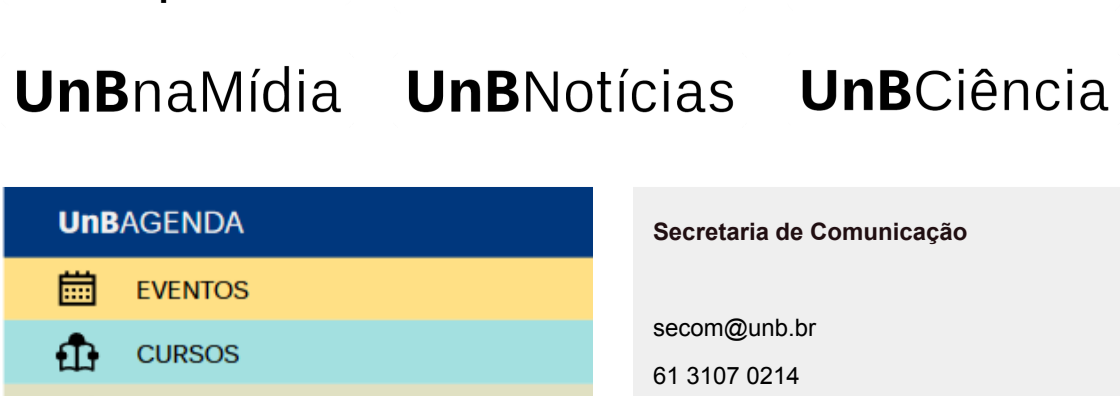 UnBnaMídia UnBNotícias UnBCiência
UnBAGENDA
EVENTOS
CURSOS
Secretaria de Comunicação
secom@unb.br
61 3107 0214